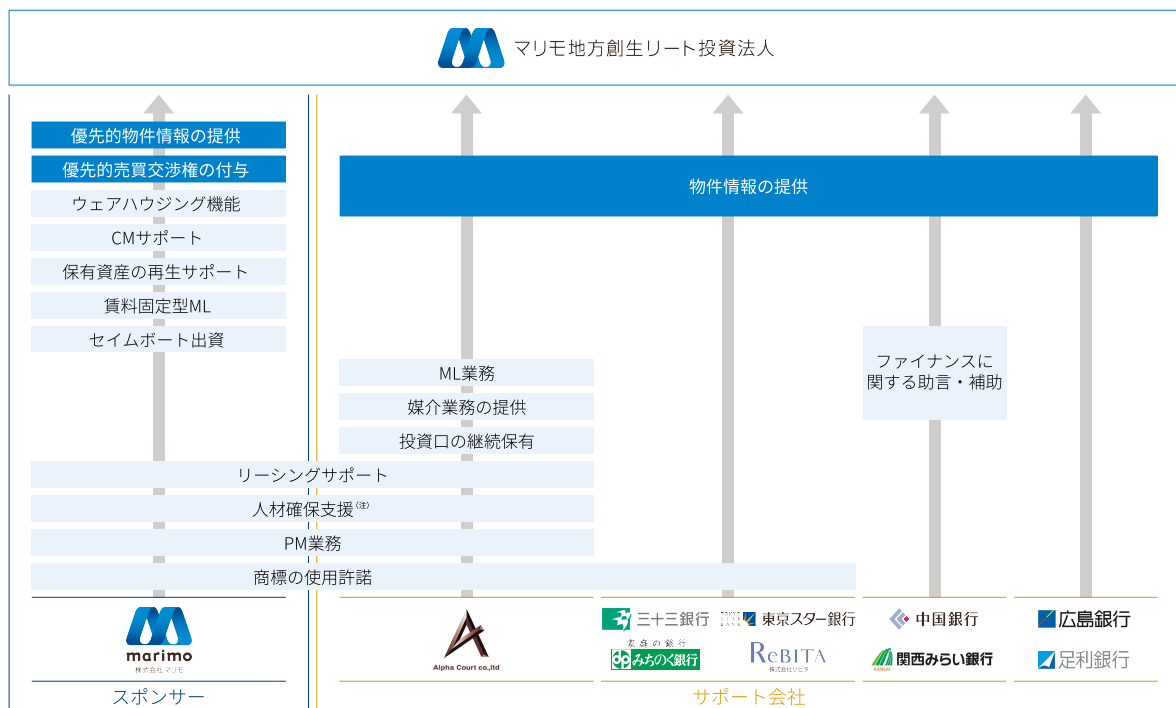 マリモ地方創生リート投資法人
優先的物件情報の提供
優先的売買交渉権の付与
ウェアハウジング機能
CMサポート
保有資産の再生サポート
賃料固定型ML
セイムボート出資
物件情報の提供
ML業務
媒介業務の提供
投資口の継続保有
ファイナンスに
関する助言・補助
リーシングサポート
人材確保支援(注)
PM業務
商標の使用許諾
marimo
株式会社マリモ
Alpha Court co.,ltd
三十三銀行
東京スター銀行
家庭の銀行
みちのく銀行
ReBITA
株式会社リビタ
中国銀行
KANSAI
関西みらい銀行
広島銀行
足利銀行
スポンサー
サポート会社